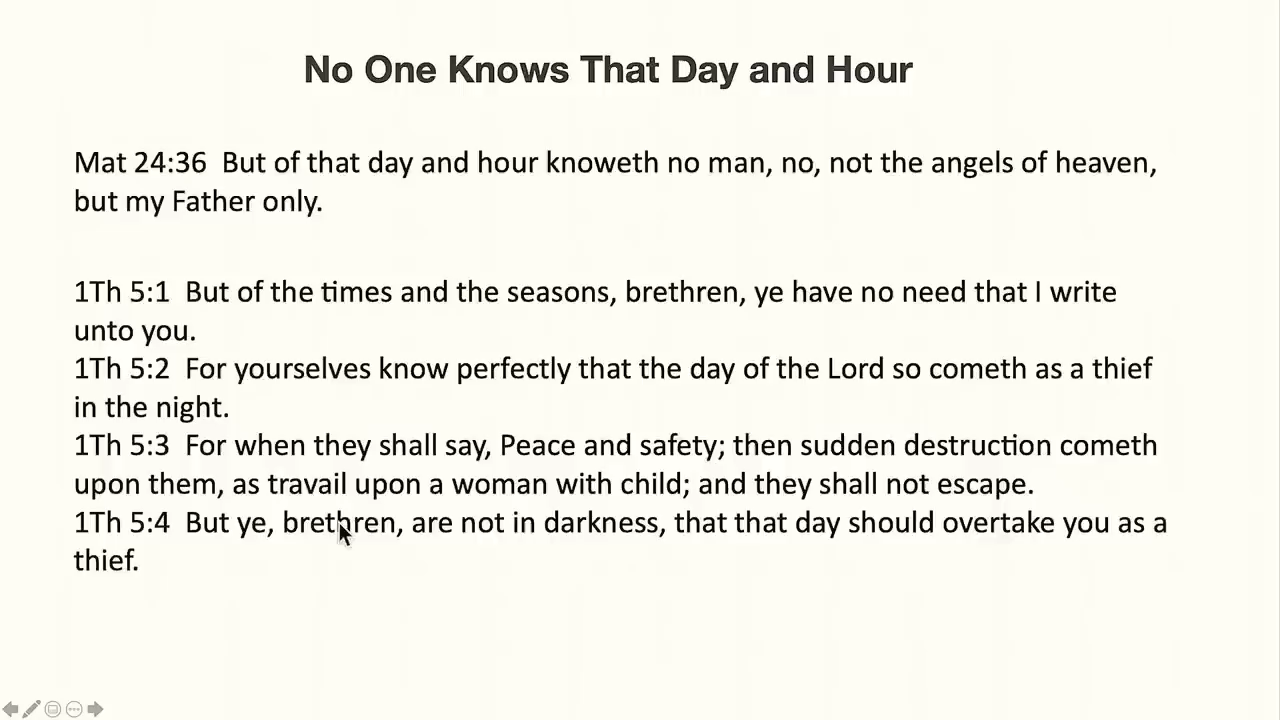 No One Knows That Day and Hour
Mat 24:36  But of that day and hour knoweth no man, no, not the angels of heaven,
but my Father only.
1Th 5:1  But of the times and the seasons, brethren, ye have no need that I write
unto you.
1Th 5:2  For yourselves know perfectly that the day of the Lord so cometh as a thief
in the night.
1Th 5:3  For when they shall say, Peace and safety; then sudden destruction cometh
upon them, as travail upon a woman with child; and they shall not escape.
1Th 5:4  But ye, brethren, are not in darkness, that that day should overtake you as a
thief.